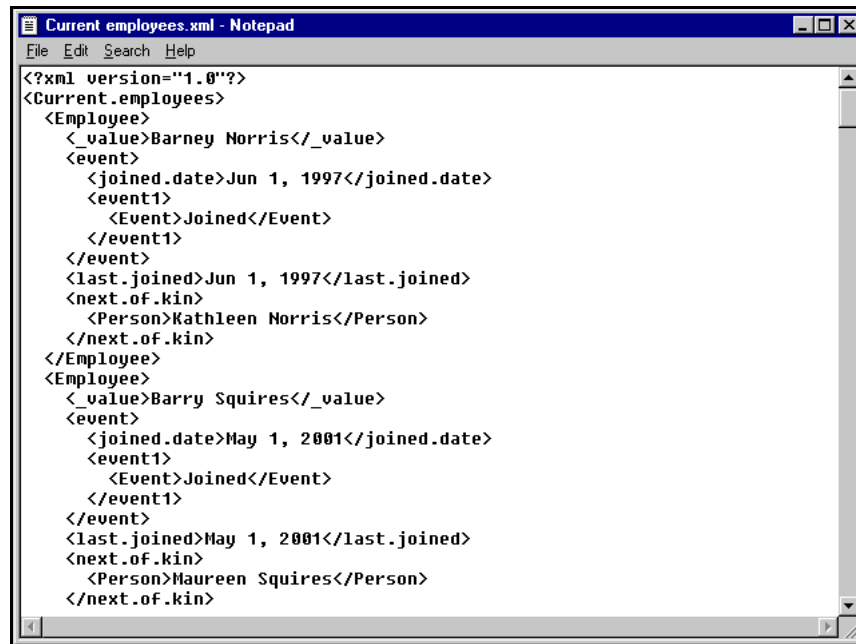 Current employees.xml - Notepad
File Edit Search Help
<?xml version="1.0"?>
<Current.employees>
  <Employee>
    <_value>Barney Norris</_value>
    <event>
      <joined.date>Jun 1, 1997</joined.date>
      <event1>
        <Event>Joined</Event>
      </event1>
    </event>
    <last.joined>Jun 1, 1997</last.joined>
    <next.of.kin>
      <Person>Kathleen Norris</Person>
    </next.of.kin>
  </Employee>
  <Employee>
    <_value>Barry Squires</_value>
    <event>
      <joined.date>May 1, 2001</joined.date>
      <event1>
        <Event>Joined</Event>
      </event1>
    </event>
    <last.joined>May 1, 2001</last.joined>
    <next.of.kin>
      <Person>Maureen Squires</Person>
    </next.of.kin>